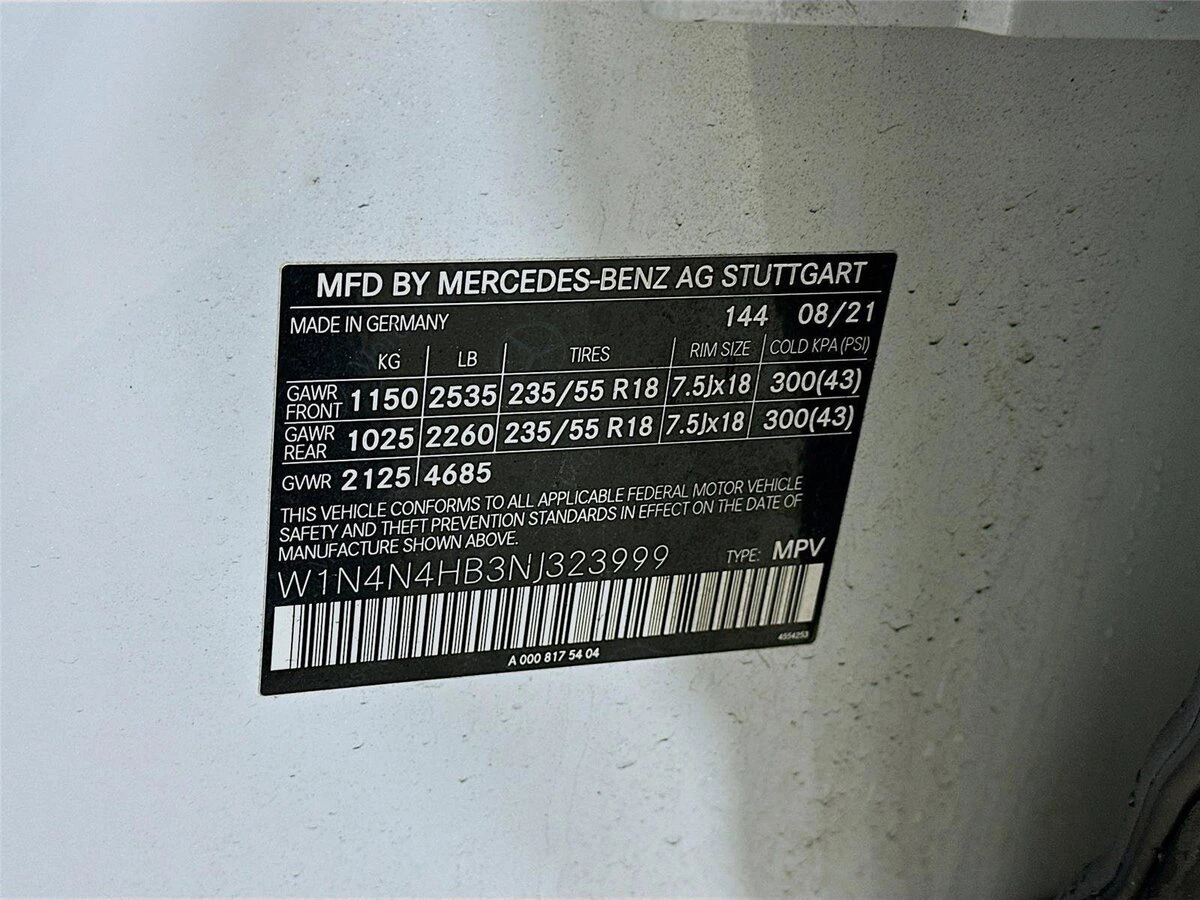 MFD BY MERCEDES-BENZ AG STUTTGART
MADE IN GERMANY 144 08/21
KG LB TIRES RIM SIZE COLD KPA (PSI)
GAWR FRONT 1150 2535 235/55 R18 7.5Jx18 300(43)
GAWR REAR 1025 2260 235/55 R18 7.5Jx18 300(43)
GVWR 2125 4685
THIS VEHICLE CONFORMS TO ALL APPLICABLE FEDERAL MOTOR VEHICLE
SAFETY AND THEFT PREVENTION STANDARDS IN EFFECT ON THE DATE OF
MANUFACTURE SHOWN ABOVE.
W1N4N4HB3NJ323999 TYPE: MPV
4554253
A 000 817 54 04